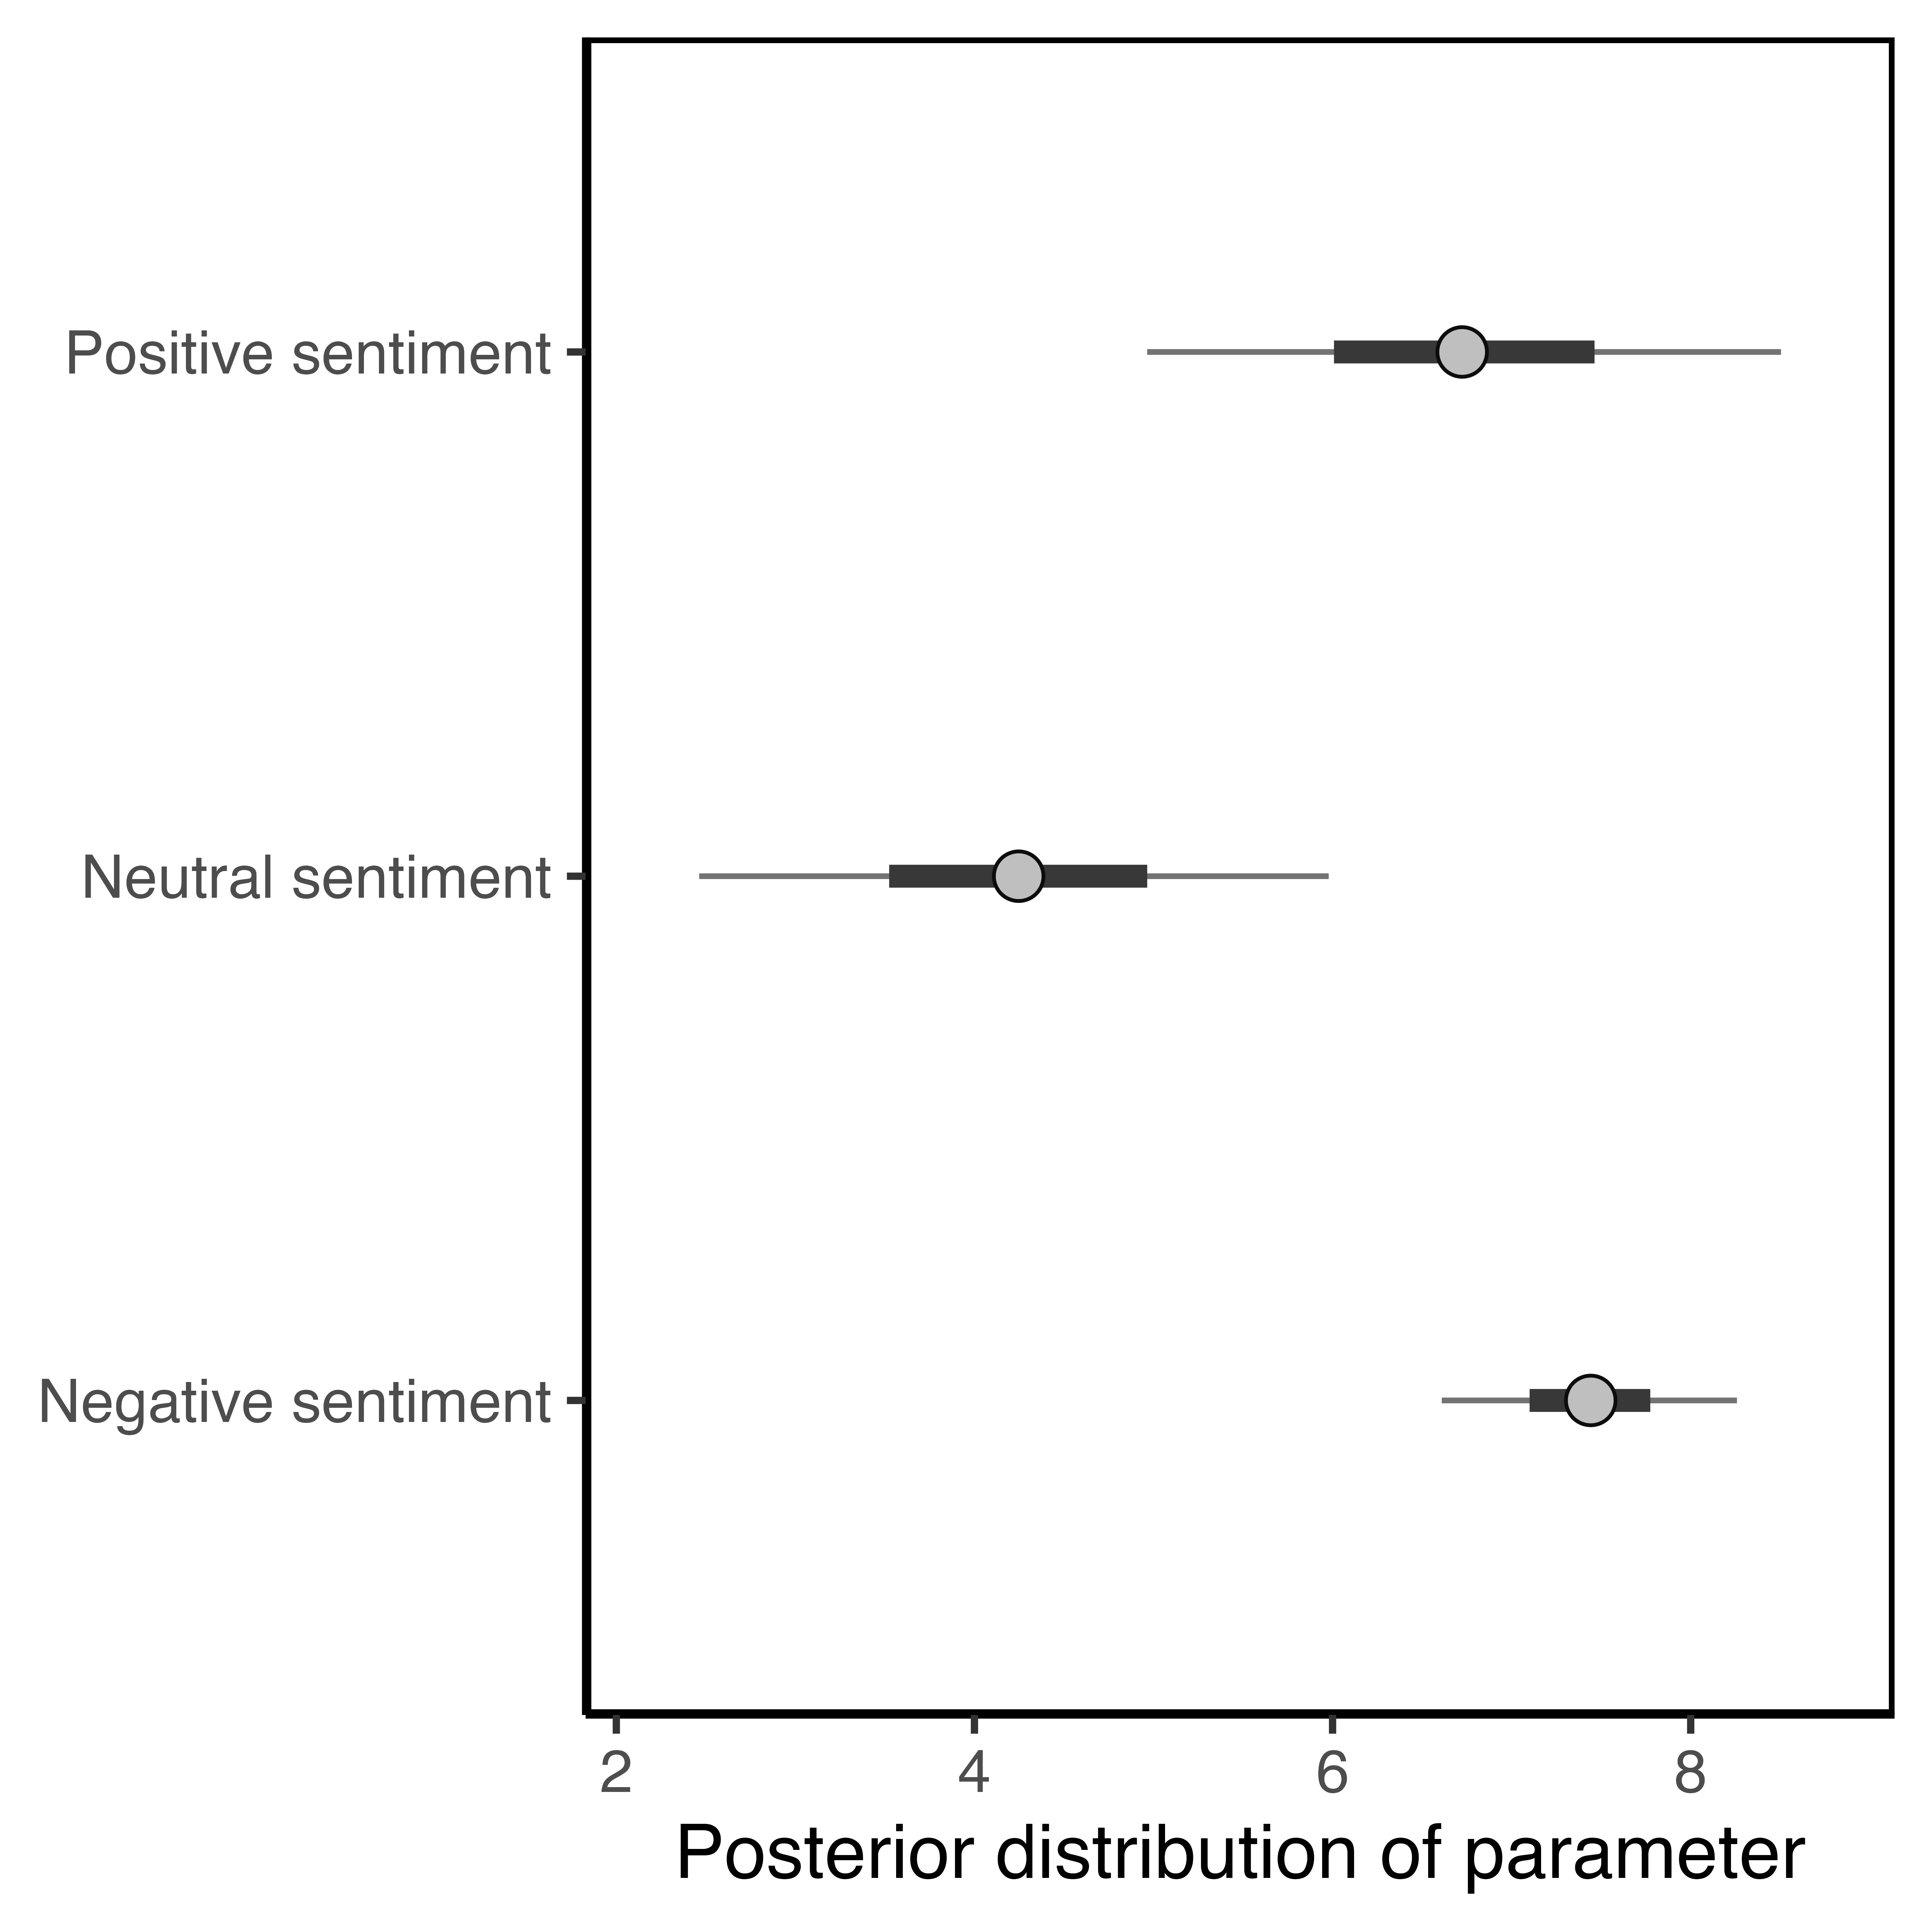 Positive sentiment
Neutral sentiment
Negative sentiment
2 4 6 8
Posterior distribution of parameter